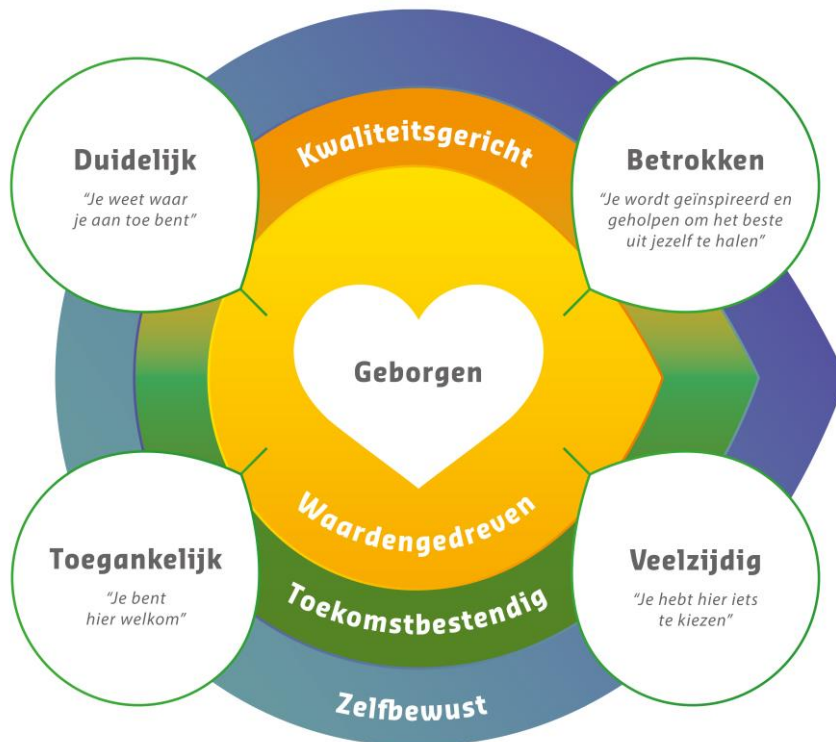 Kwaliteitsgericht
Duidelijk
“Je weet waar
je aan toe bent”
Betrokken
“Je wordt geïnspireerd en
geholpen om het beste
uit jezelf te halen”
Geborgen
Waardengedreven
Toegankelijk
“Je bent
hier welkom”
Veelzijdig
“Je hebt hier iets
te kiezen”
Toekomstbestendig
Zelfbewust